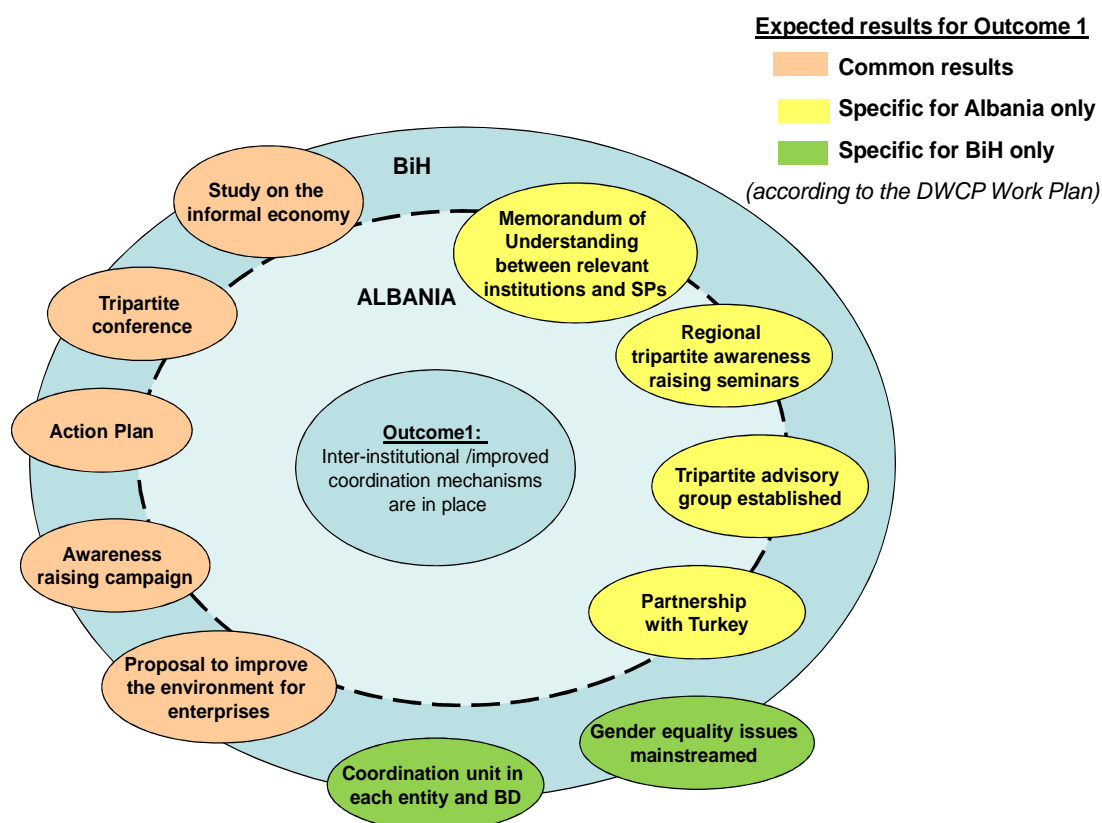 Expected results for Outcome 1
Common results
Specific for Albania only
Specific for BiH only
(according to the DWCP Work Plan)
BiH
Study on the
informal economy
Memorandum of
Understanding
between relevant
institutions and SPs
ALBANIA
Tripartite
conference
Regional
tripartite awareness
raising seminars
Action Plan
Outcome1:
Inter-institutional /improved
coordination mechanisms
are in place
Tripartite advisory
group established
Awareness
raising campaign
Partnership
with Turkey
Proposal to improve
the environment for
enterprises
Gender equality issues
mainstreamed
Coordination unit in
each entity and BD